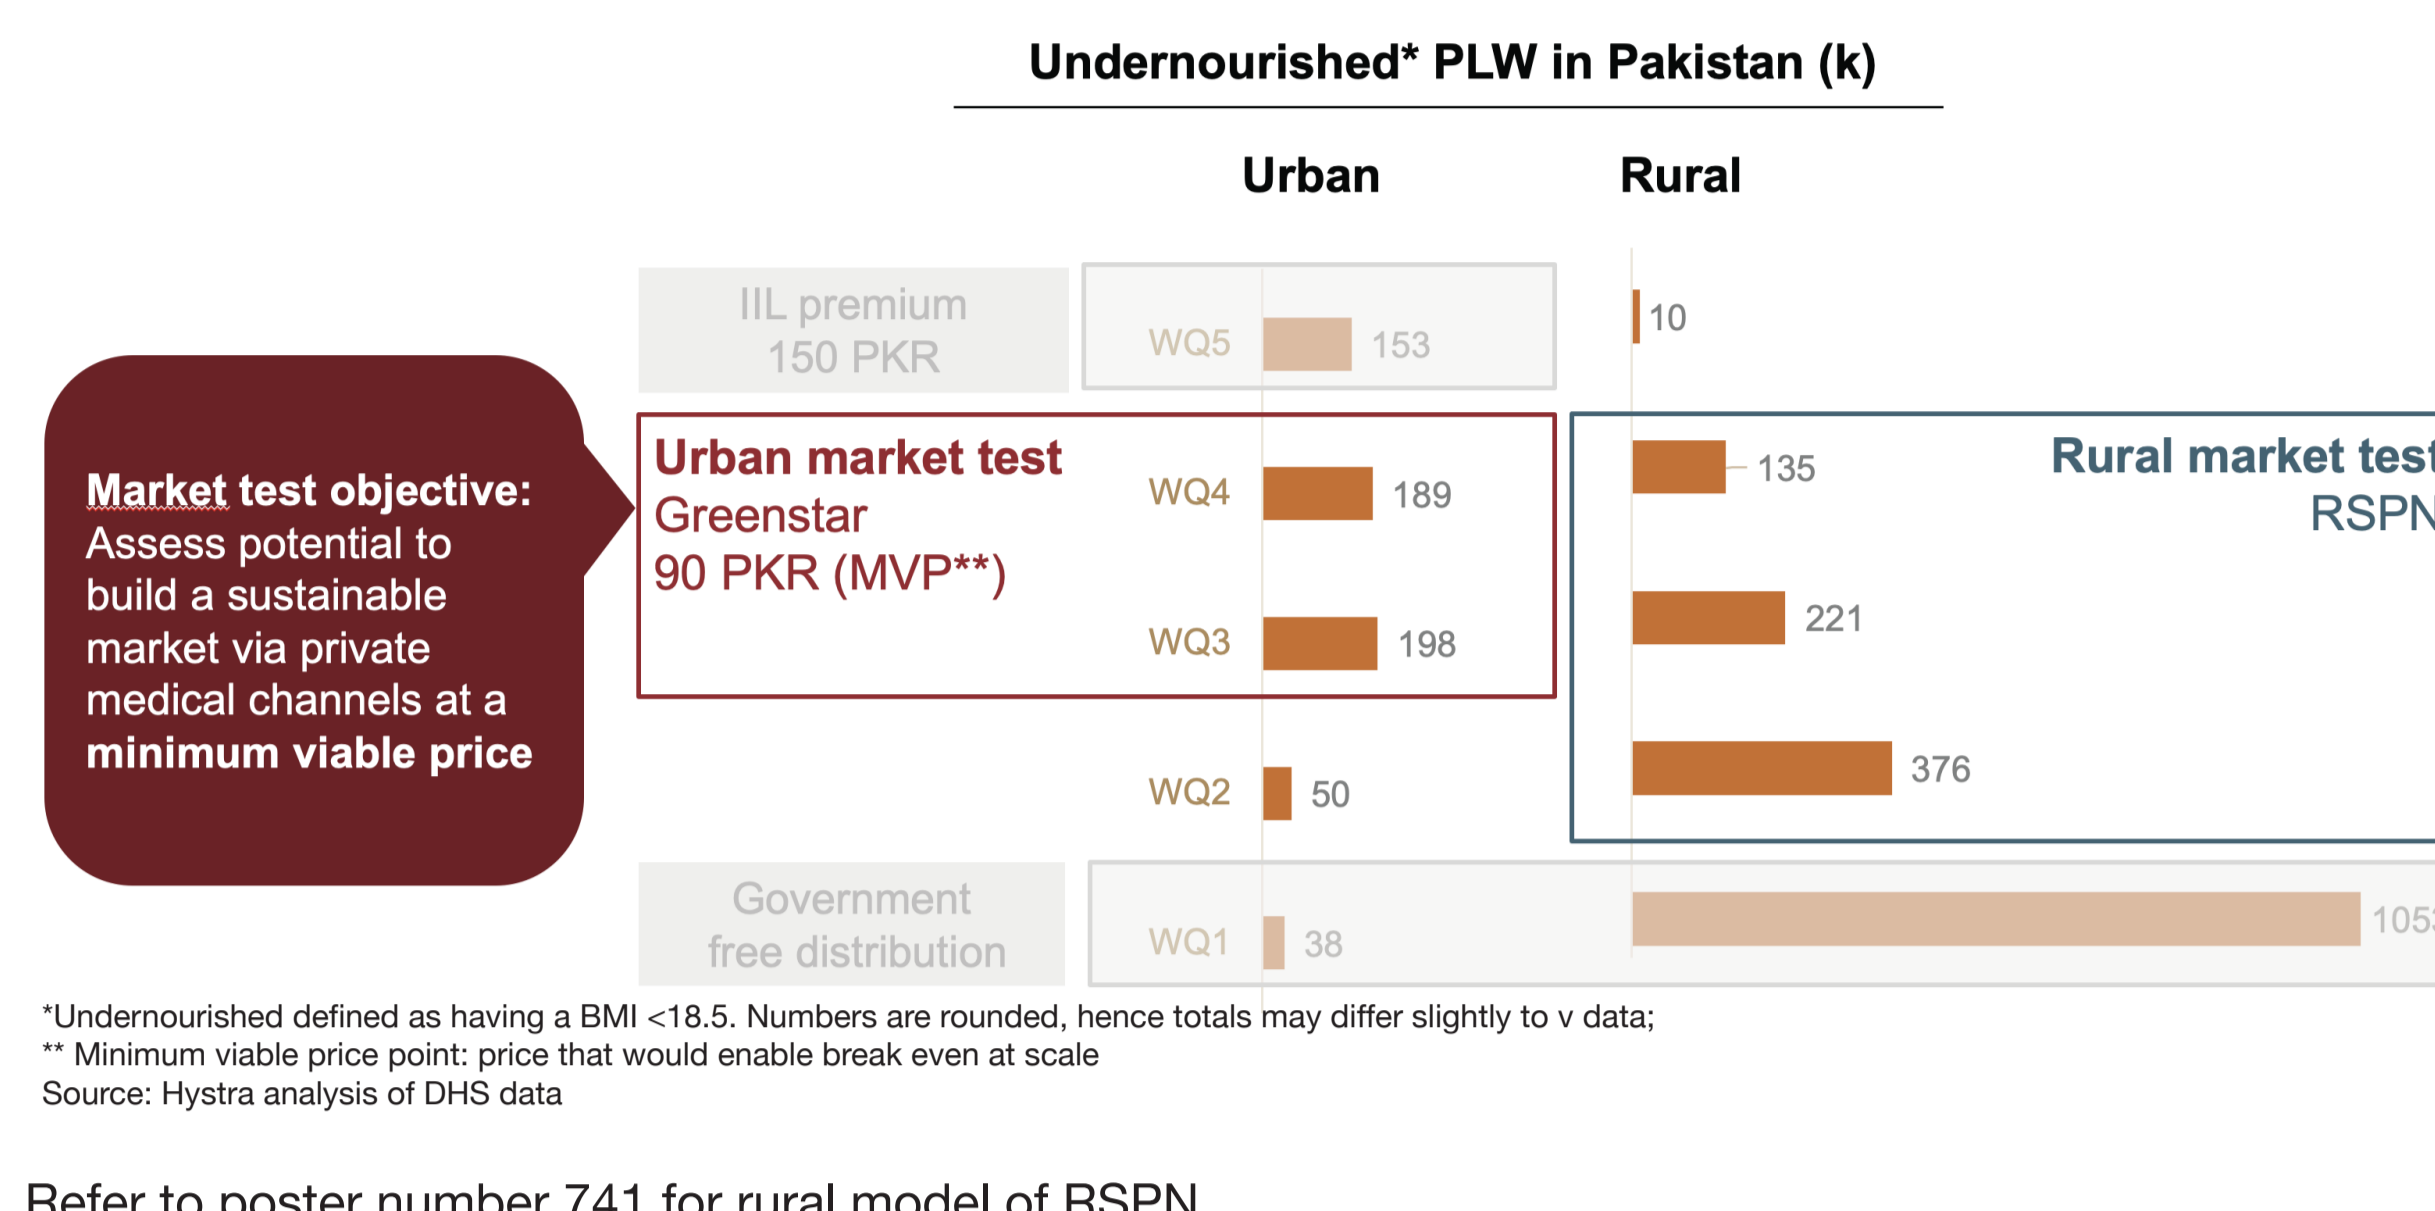 Undernourished* PLW in Pakistan (k)
Urban
Rural
IIL premium
150 PKR
WQ5
153
10
Market test objective:
Assess potential to
build a sustainable
market via private
medical channels at a
minimum viable price
Urban market test
Greenstar
90 PKR (MVP**)
WQ4
189
135
Rural market test
RSPN
WQ3
198
221
WQ2
50
376
Government
free distribution
WQ1
38
*Undernourished defined as having a BMI <18.5. Numbers are rounded, hence totals may differ slightly to v data;
** Minimum viable price point: price that would enable break even at scale
Source: Hystra analysis of DHS data
Refer to poster number 741 for rural model of RSPN